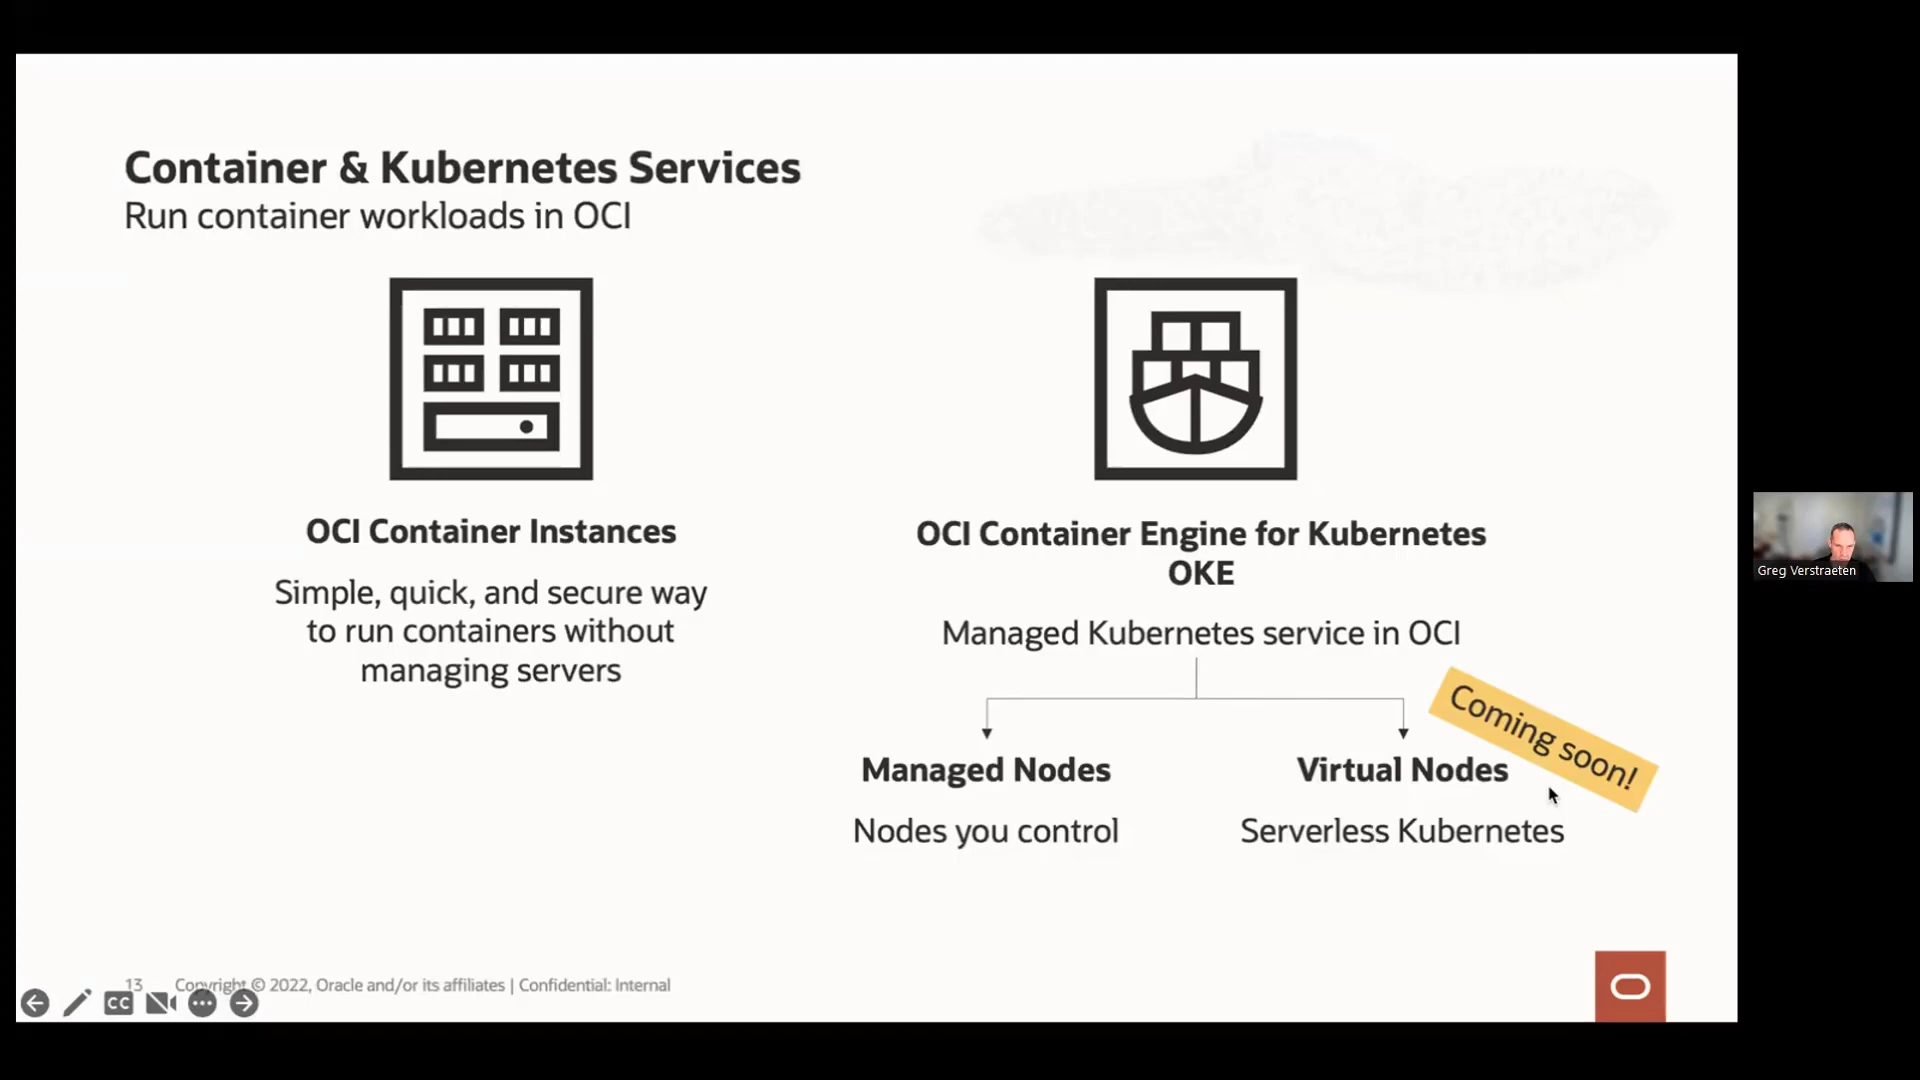 Container & Kubernetes Services
Run container workloads in OCI
OCI Container Instances
Simple, quick, and secure way
to run containers without
managing servers
OCI Container Engine for Kubernetes
OKE
Managed Kubernetes service in OCI
Coming soon!
Managed Nodes
Virtual Nodes
Nodes you control
Serverless Kubernetes
Greg Verstraeten
13 Copyright © 2022, Oracle and/or its affiliates | Confidential: Internal
CC